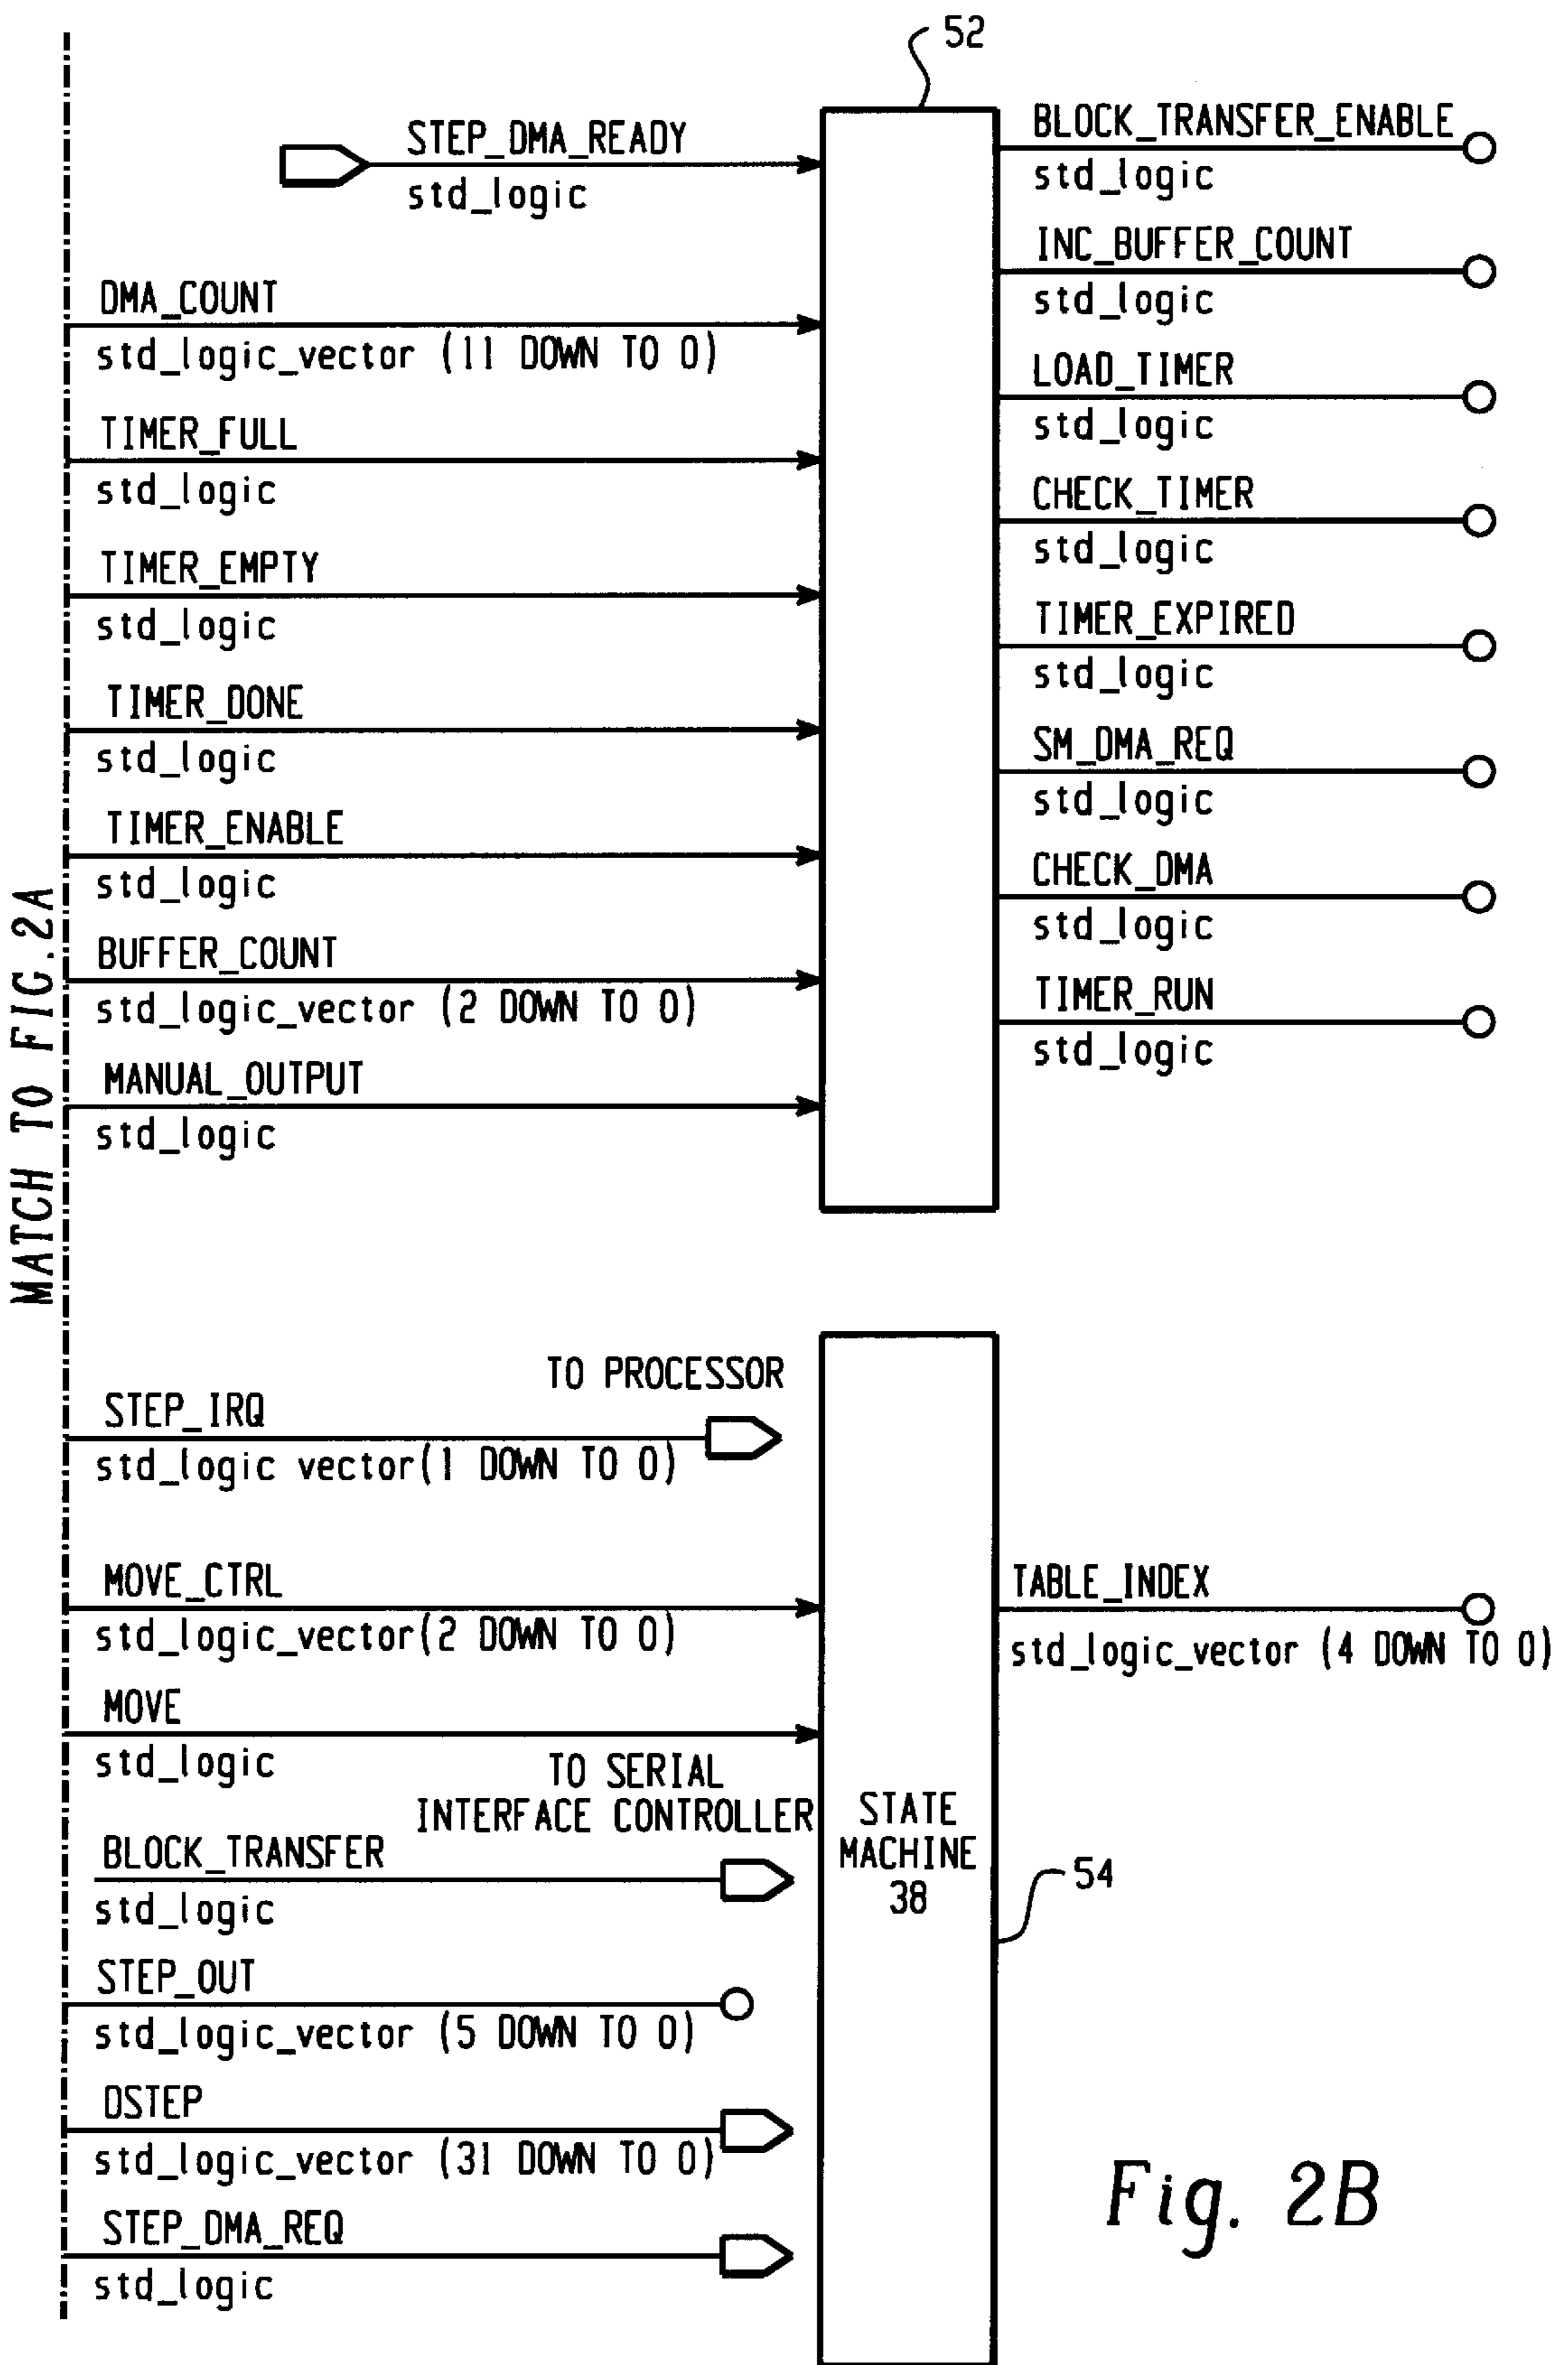 52
STEP_DMA_READY
std_logic
DMA_COUNT
std_logic_vector (11 DOWN TO 0)
TIMER_FULL
std_logic
TIMER_EMPTY
std_logic
TIMER_DONE
std_logic
TIMER_ENABLE
std_logic
BUFFER_COUNT
std_logic_vector (2 DOWN TO 0)
MANUAL_OUTPUT
std_logic
BLOCK_TRANSFER_ENABLE
std_logic
INC_BUFFER_COUNT
std_logic
LOAD_TIMER
std_logic
CHECK_TIMER
std_logic
TIMER_EXPIRED
std_logic
SM_DMA_REQ
std_logic
CHECK_DMA
std_logic
TIMER_RUN
std_logic
MATCH TO FIG.2A
TO PROCESSOR
STEP_IRQ
std_logic vector(1 DOWN TO 0)
MOVE_CTRL
std_logic_vector(2 DOWN TO 0)
MOVE
std_logic
TO SERIAL
INTERFACE CONTROLLER
BLOCK_TRANSFER
std_logic
STEP_OUT
std_logic_vector (5 DOWN TO 0)
DSTEP
std_logic_vector (31 DOWN TO 0)
STEP_DMA_REQ
std_logic
STATE
MACHINE
38
54
TABLE_INDEX
std_logic_vector (4 DOWN TO 0)
Fig. 2B